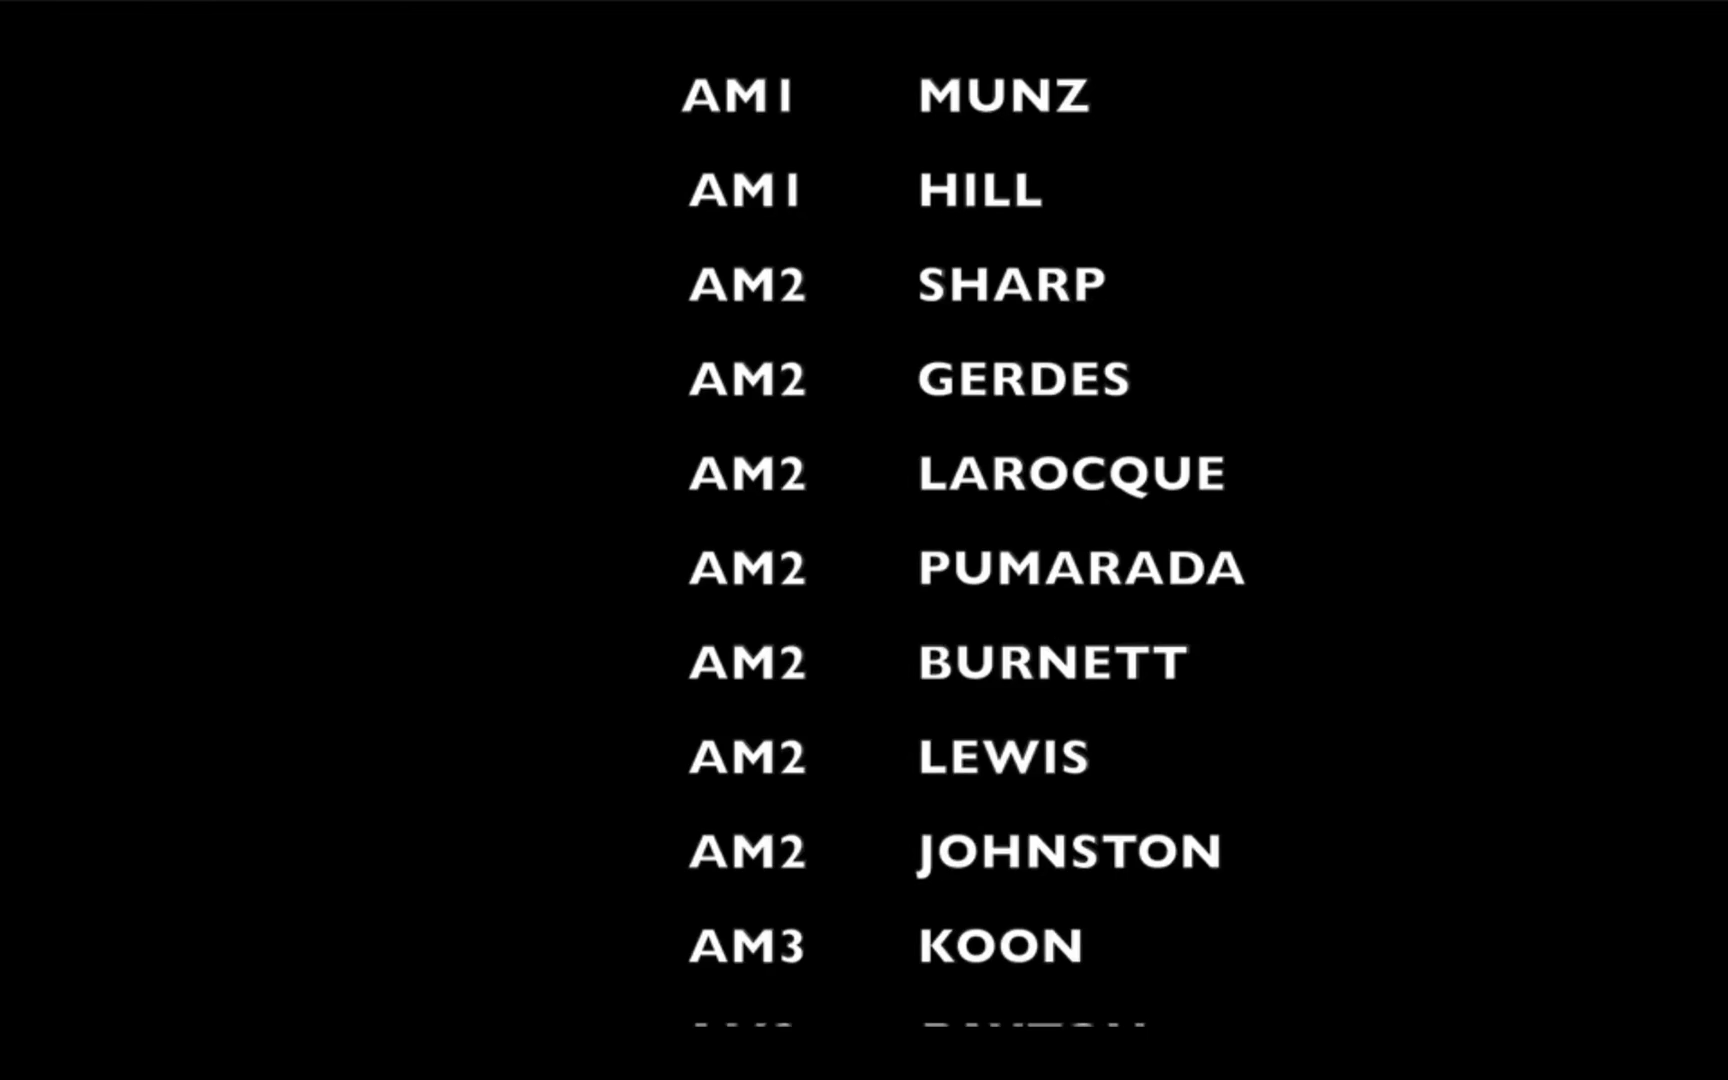 AM1 MUNZ
AM1 HILL
AM2 SHARP
AM2 GERDES
AM2 LAROCQUE
AM2 PUMARADA
AM2 BURNETT
AM2 LEWIS
AM2 JOHNSTON
AM3 KOON